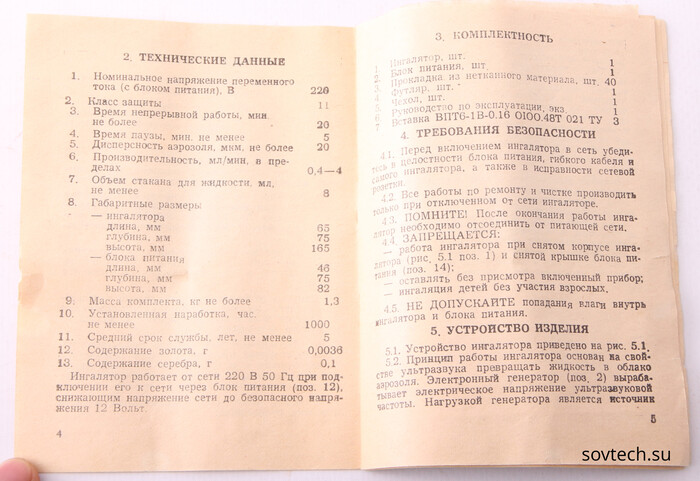 2. ТЕХНИЧЕСКИЕ ДАННЫЕ
1. Номинальное напряжение переменного
тока (с блоком питания), В 220
2. Класс защиты 11
3. Время непрерывной работы, мин.
не более 20
4. Время паузы, мин. не менее 5
5. Дисперсность аэрозоля, мкм, не более 20
6. Производительность, мл/мин, в пре-
делах 0,4—4
7. Объем стакана для жидкости, мл,
не менее 8
8. Габаритные размеры
— ингалятора
длина, мм 65
глубина, мм 75
высота, мм 165
— блока питания
длина, мм 46
глубина, мм 75
высота, мм 82
9. Масса комплекта, кг не более 1,3
10. Установленная наработка, час.
не менее 1000
11. Средний срок службы, лет, не менее 5
12. Содержание золота, г 0,0036
13. Содержание серебра, г 0,1
Ингалятор работает от сети 220 В 50 Гц при под-
ключении его к сети через блок питания (поз. 12),
снижающим напряжение сети до безопасного напря-
жения 12 Вольт.
4
3. КОМПЛЕКТНОСТЬ
1. Ингалятор, шт. 1
2. Блок питания, шт. 1
3. Прокладка из нетканного материала, шт. 40
Футляр, шт. 1
4. Чехол, шт. 1
5. Руководство по эксплуатации, экз. 1
6. Вставка ВПТ6-1В-0.16 ОЮО.48Т 021 ТУ 3
4. ТРЕБОВАНИЯ БЕЗОПАСНОСТИ
4.1. Перед включением ингалятора в сеть убеди-
в целостности блока питания, гибкого кабеля и
самого ингалятора, а также в исправности сетевой
розетки.
4.2. Все работы по ремонту и чистке производить
только при отключенном от сети ингаляторе.
4.3. ПОМНИТЕ! После окончания работы инга-
лятор необходимо отсоединить от питающей сети.
4.4. ЗАПРЕЩАЕТСЯ:
— работа ингалятора при снятом корпусе инга-
лятора (рис. 5.1 поз. 1) и снятой крышке блока пи-
тания (поз. 14);
— оставлять без присмотра включенный прибор;
— ингаляция детей без участия взрослых.
4.5. НЕ ДОПУСКАЙТЕ попадания влаги внутрь
ингалятора и блока питания.
5. УСТРОЙСТВО ИЗДЕЛИЯ
5.1. Устройство ингалятора приведено на рис. 5.1.
5.2. Принцип работы ингалятора основан на свой-
стве ультразвука превращать жидкость в облако
аэрозоля. Электронный генератор (поз. 2) выраба-
тывает электрическое напряжение ультразвуковой
частоты. Нагрузкой генератора является источник
5
sovtech.su